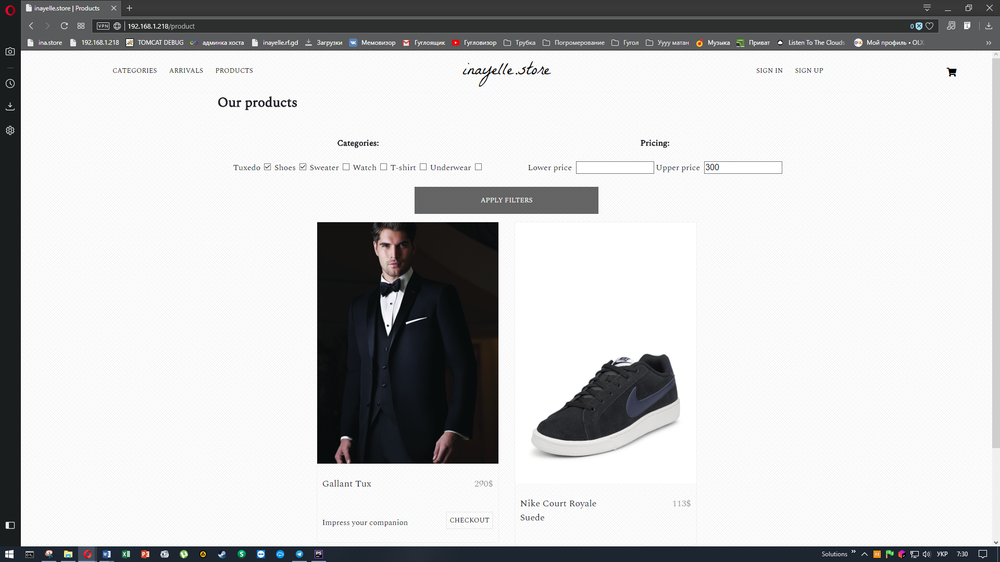 inayelle.store | Products
VPN 192.168.1.218/product 0
ina.store 192.168.1.218 TOMCAT DEBUG админка хоста inayelle.rf.gd Загрузки Мемовизор Гуглоящик Гугловизор Трубка Погромерование Гугол Уууу матан Музыка Приват Listen To The Clouds Мой профиль • OLX
CATEGORIES ARRIVALS PRODUCTS inayelle.store SIGN IN SIGN UP
Our products
Categories: Pricing:
Tuxedo Shoes Sweater Watch T-shirt Underwear Lower price Upper price 300
APPLY FILTERS
NIKE
Gallant Tux 290$
Nike Court Royale 113$
Suede
Impress your companion CHECKOUT
Solutions УКР 7:30